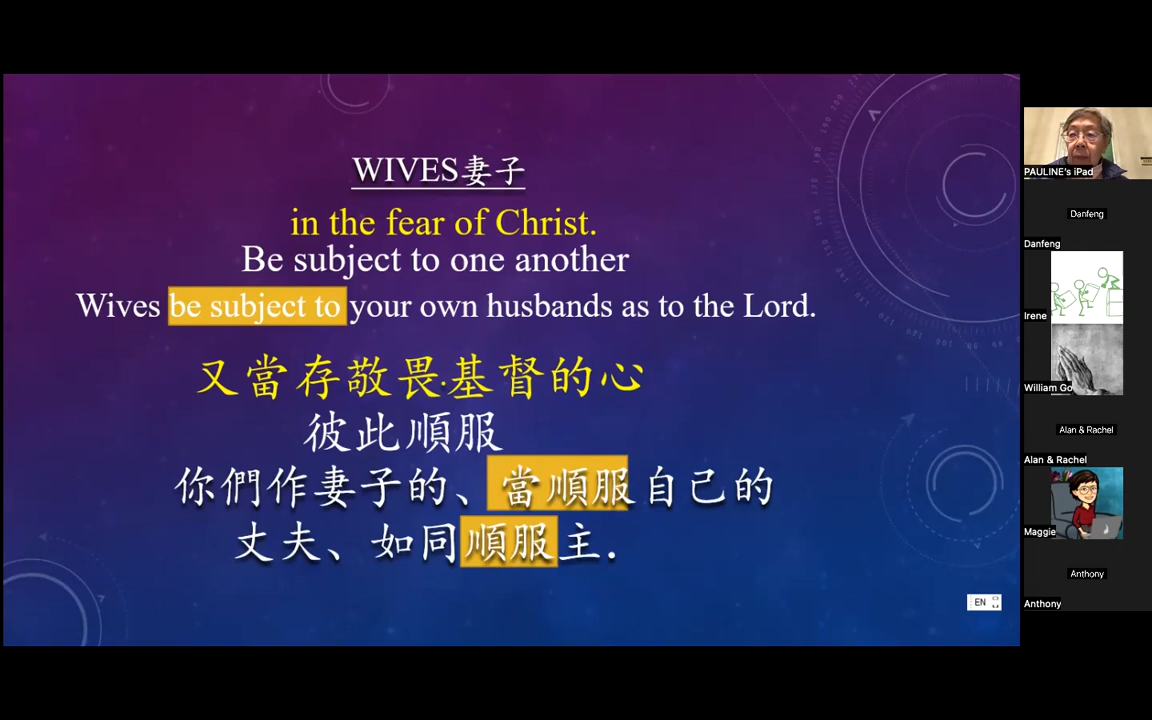 WIVES妻子
in the fear of Christ.
Be subject to one another
Wives be subject to your own husbands as to the Lord.
又當存敬畏.基督的心
彼此順服
你們作妻子的、當順服自己的
丈夫、如同順服主.
EN
PAULINE's iPad
Danfeng
Danfeng
Irene
William Go
Alan & Rachel
Alan & Rachel
Maggie
Anthony
Anthony